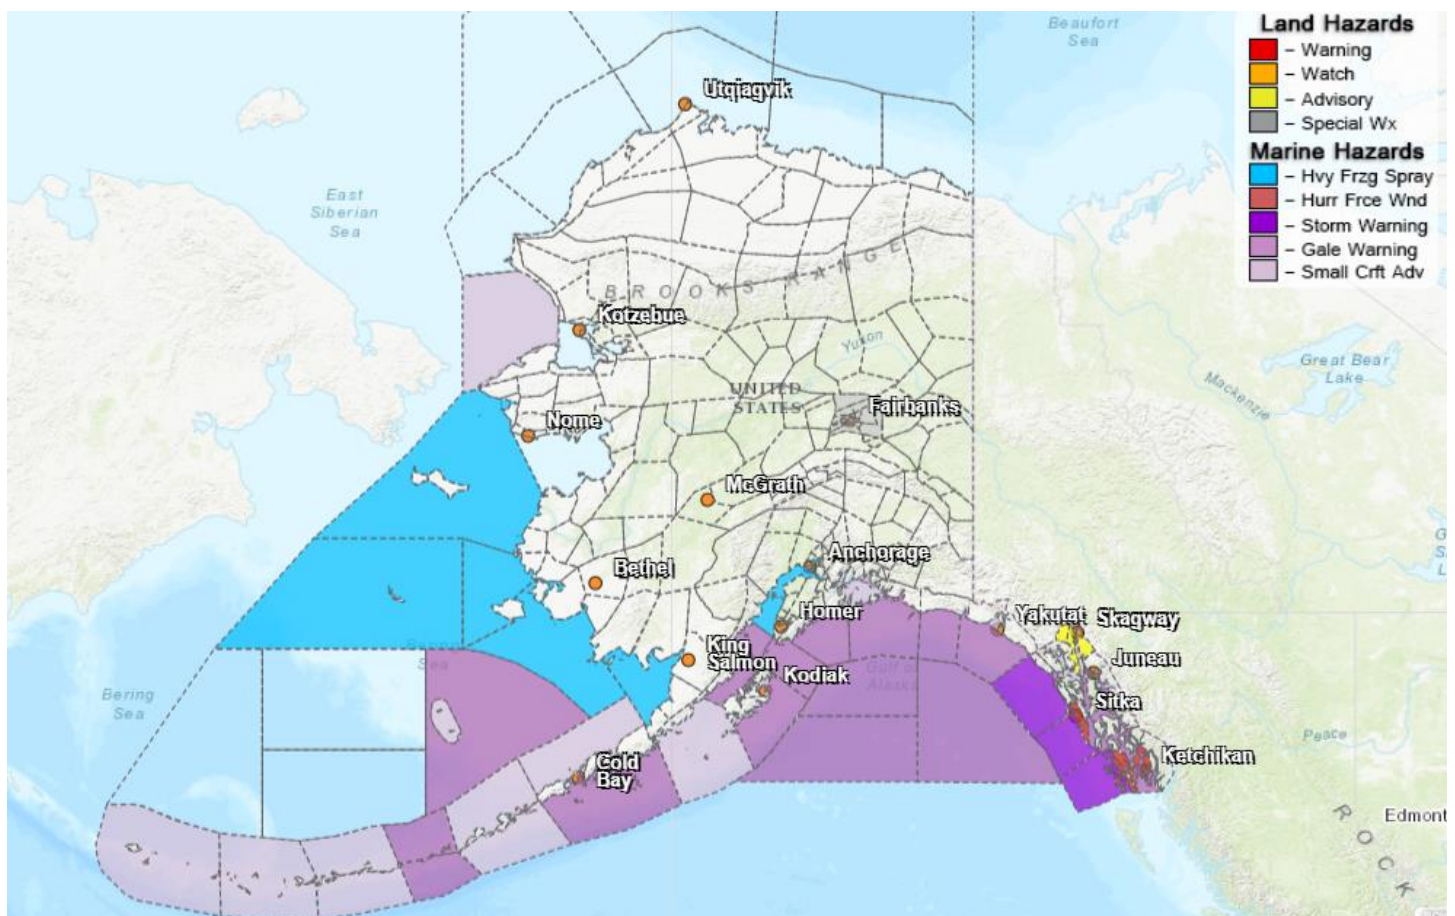 Beaufort
Sea
Land Hazards
– Warning
– Watch
– Advisory
– Special Wx
Marine Hazards
– Hvy Frzg Spray
– Hurr Frce Wnd
– Storm Warning
– Gale Warning
– Small Crft Adv
Utqiagvik
East
Siberian
Sea
BROOKS RANGE
Kotzebue
Yukon
Great Bear
Lake
Mackenzie
UNITED
STATES
Fairbanks
Nome
McGrath
Anchorage
Bethel
Homer
Yakutat
Skagway
King
Salmon
Juneau
Kodiak
Gulf of
Alaska
Bering
Sea
Sea
Sitka
Peace
Ketchikan
Cold
Bay
Edmont
ROCK